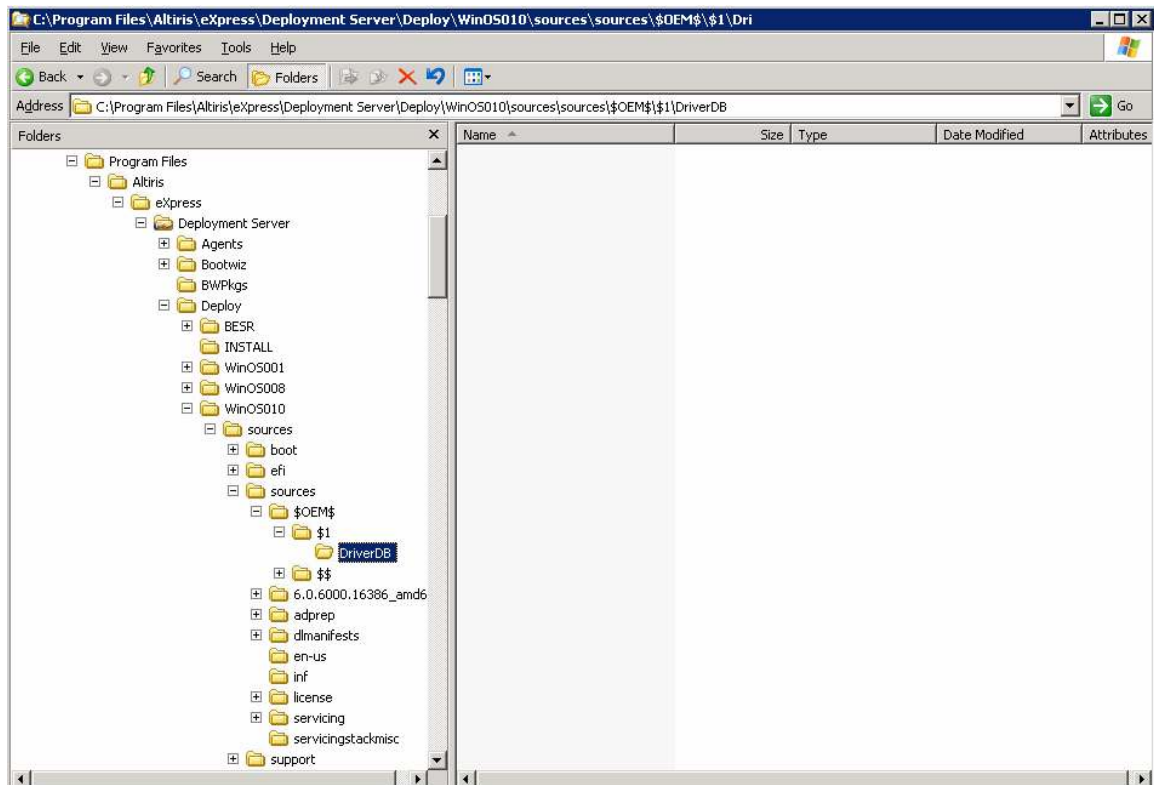 C:\Program Files\Altiris\eXpress\Deployment Server\Deploy\WinOS010\sources\sources\$OEM$\$1\Dri
File Edit View Favorites Tools Help
Back Search Folders
Address C:\Program Files\Altiris\eXpress\Deployment Server\Deploy\WinOS010\sources\sources\$OEM$\$1\DriverDB Go
Folders Name Size Type Date Modified Attributes
Program Files
Altiris
eXpress
Deployment Server
Agents
Bootwiz
BWPkgs
Deploy
BESR
INSTALL
WinOS001
WinOS008
WinOS010
sources
boot
efi
sources
$OEM$
$1
DriverDB
$$
6.0.6000.16386_amd6
adprep
dlmanifests
en-us
inf
license
servicing
servicingstackmisc
support